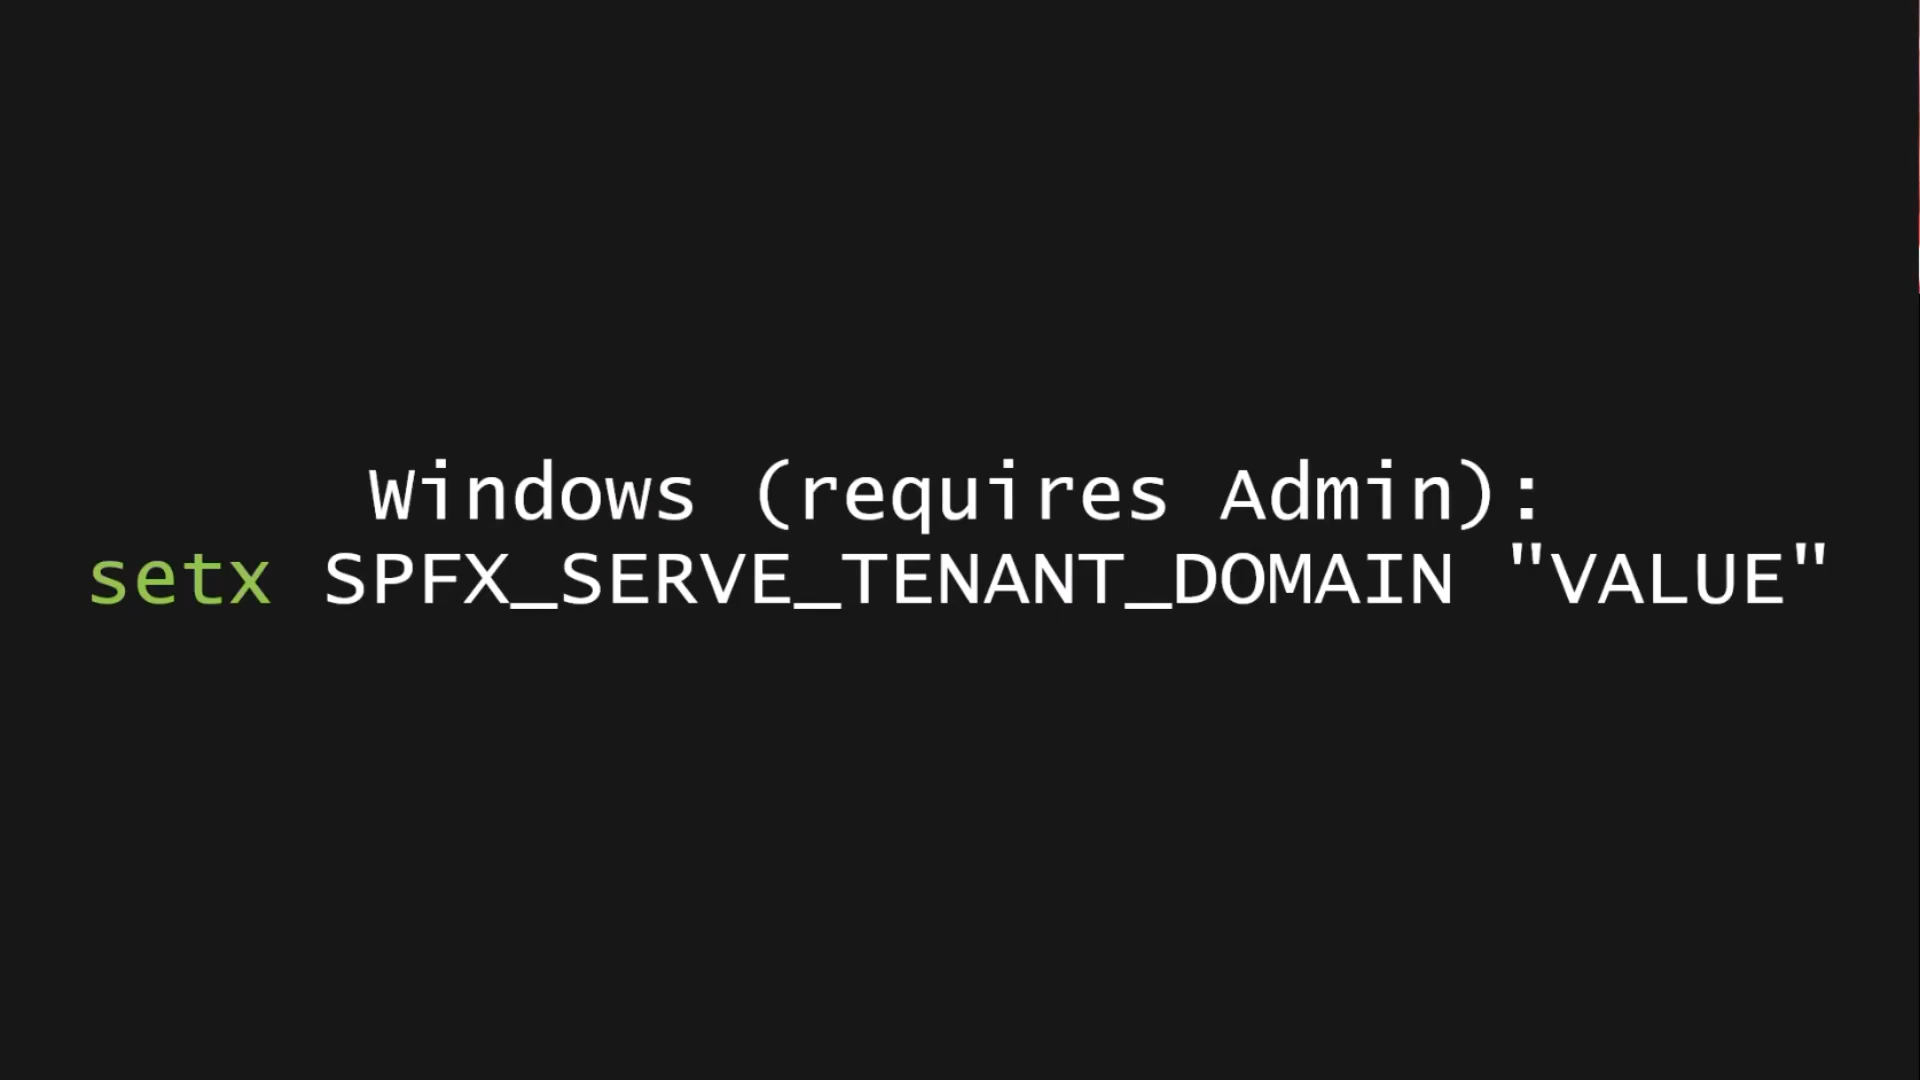 Windows (requires Admin):
setx SPFX_SERVE_TENANT_DOMAIN "VALUE"